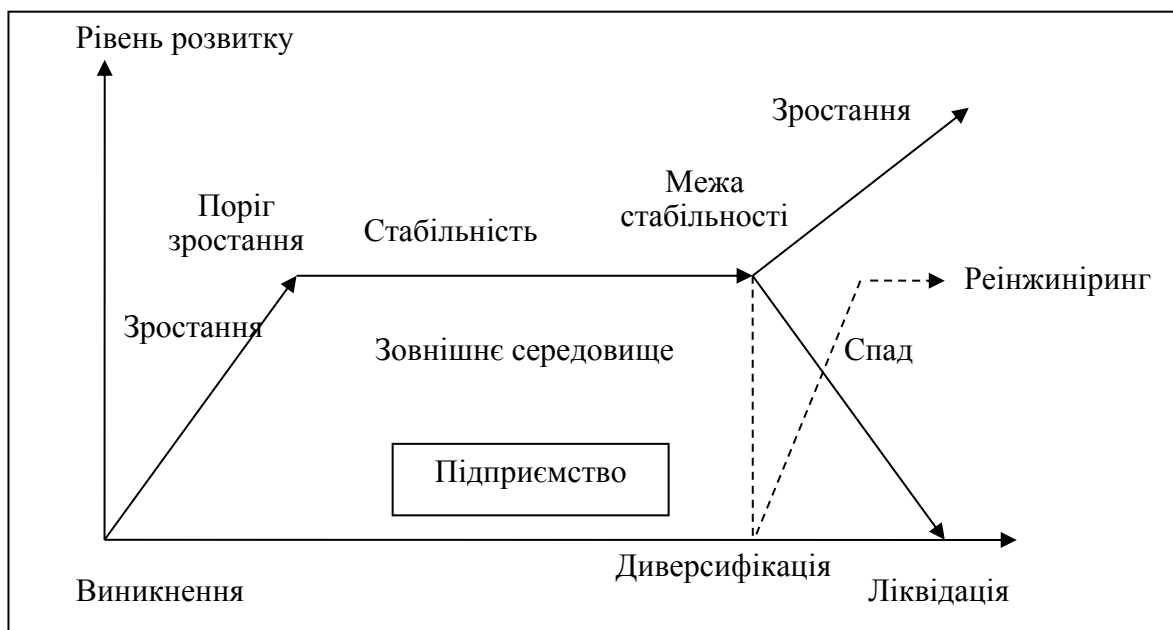 Рівень розвитку
Зростання
Межа
стабільності
Поріг
зростання
Стабільність
Реінжиніринг
Зростання
Зовнішнє середовище
Спад
Підприємство
Диверсифікація
Виникнення
Ліквідація